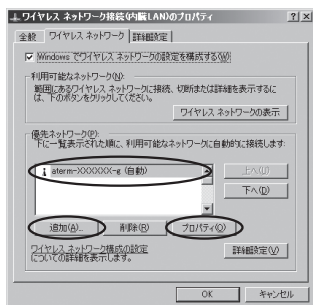 ワイヤレス ネットワーク接続(内臓LAN)のプロパティ
全般 ワイヤレス ネットワーク 詳細設定
Windows でワイヤレス ネットワークの設定を構成する(W)
利用可能なネットワーク(N):
範囲にあるワイヤレス ネットワークに接続、切断または詳細を表示するに
は、下のボタンをクリックしてください。
ワイヤレス ネットワークの表示
優先ネットワーク(P):
下に一覧表示された順に、利用可能なネットワークに自動的に接続します:
aterm-XXXXXX-g (自動)
上へ(U)
下へ(D)
追加(A)... 削除(R) プロパティ(O)
ワイヤレス ネットワーク構成の設定
についての詳細を表示します。
詳細設定(V)
OK キャンセル